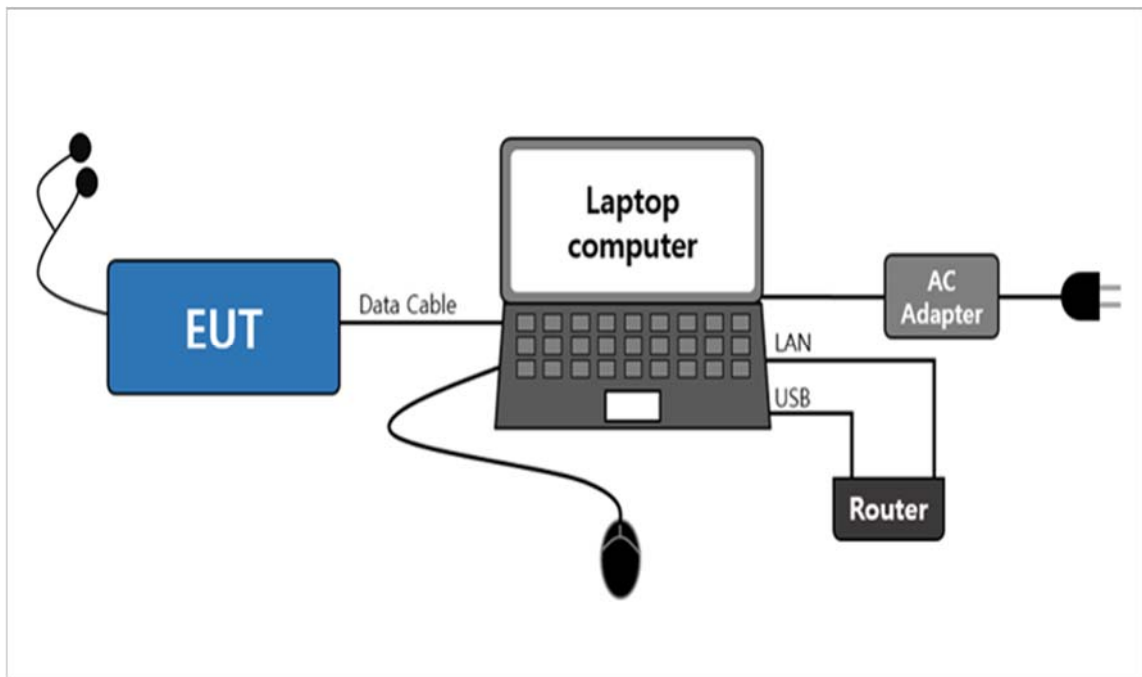 Laptop
computer
EUT
Data Cable
AC
Adapter
LAN
USB
Router